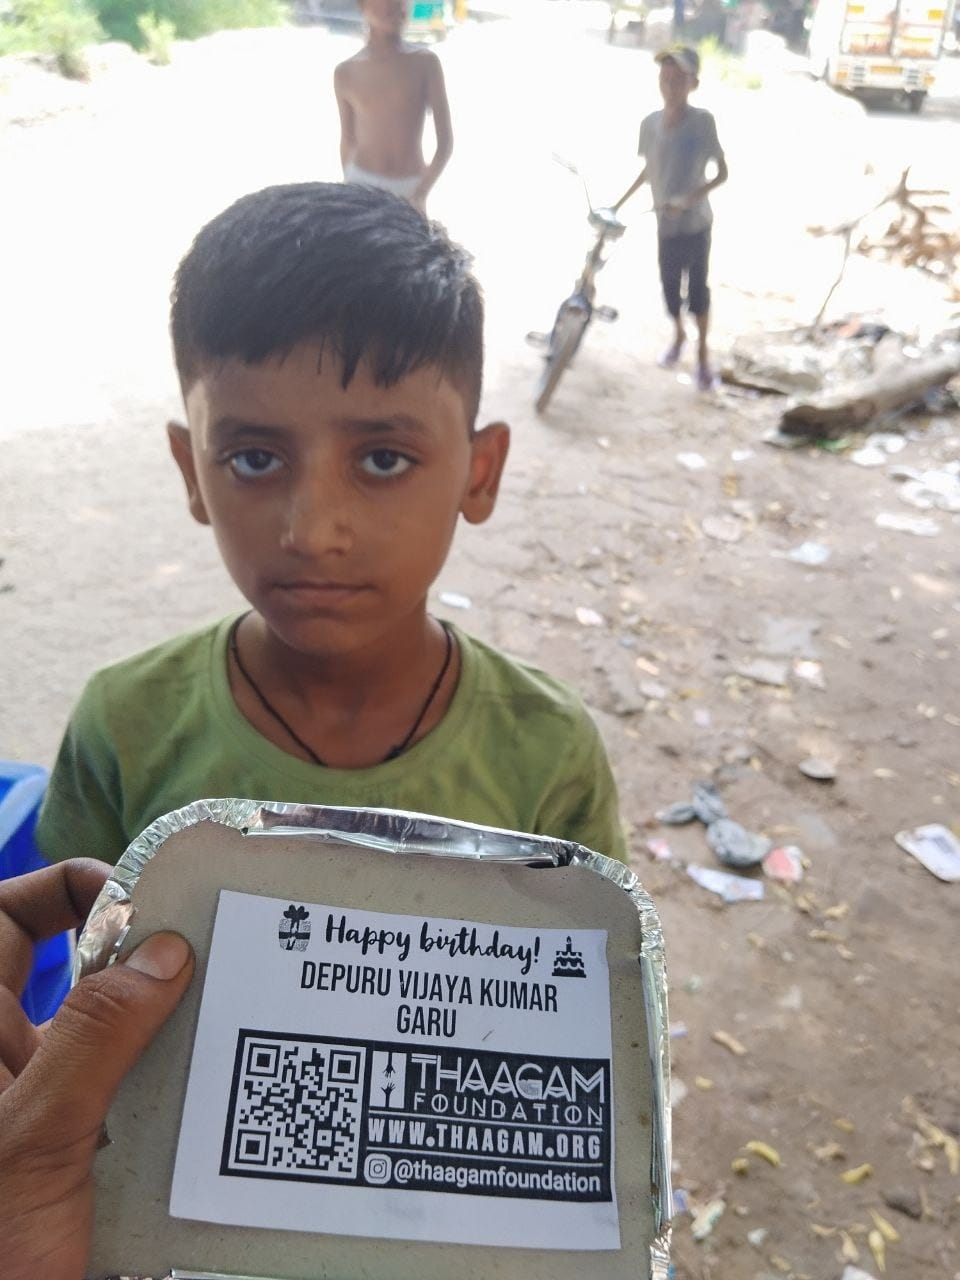 Happy birthday!
DEPURU VIJAYA KUMAR
GARU
THAAGAM
FOUNDATION
WWW.THAAGAM.ORG
@thaagamfoundation